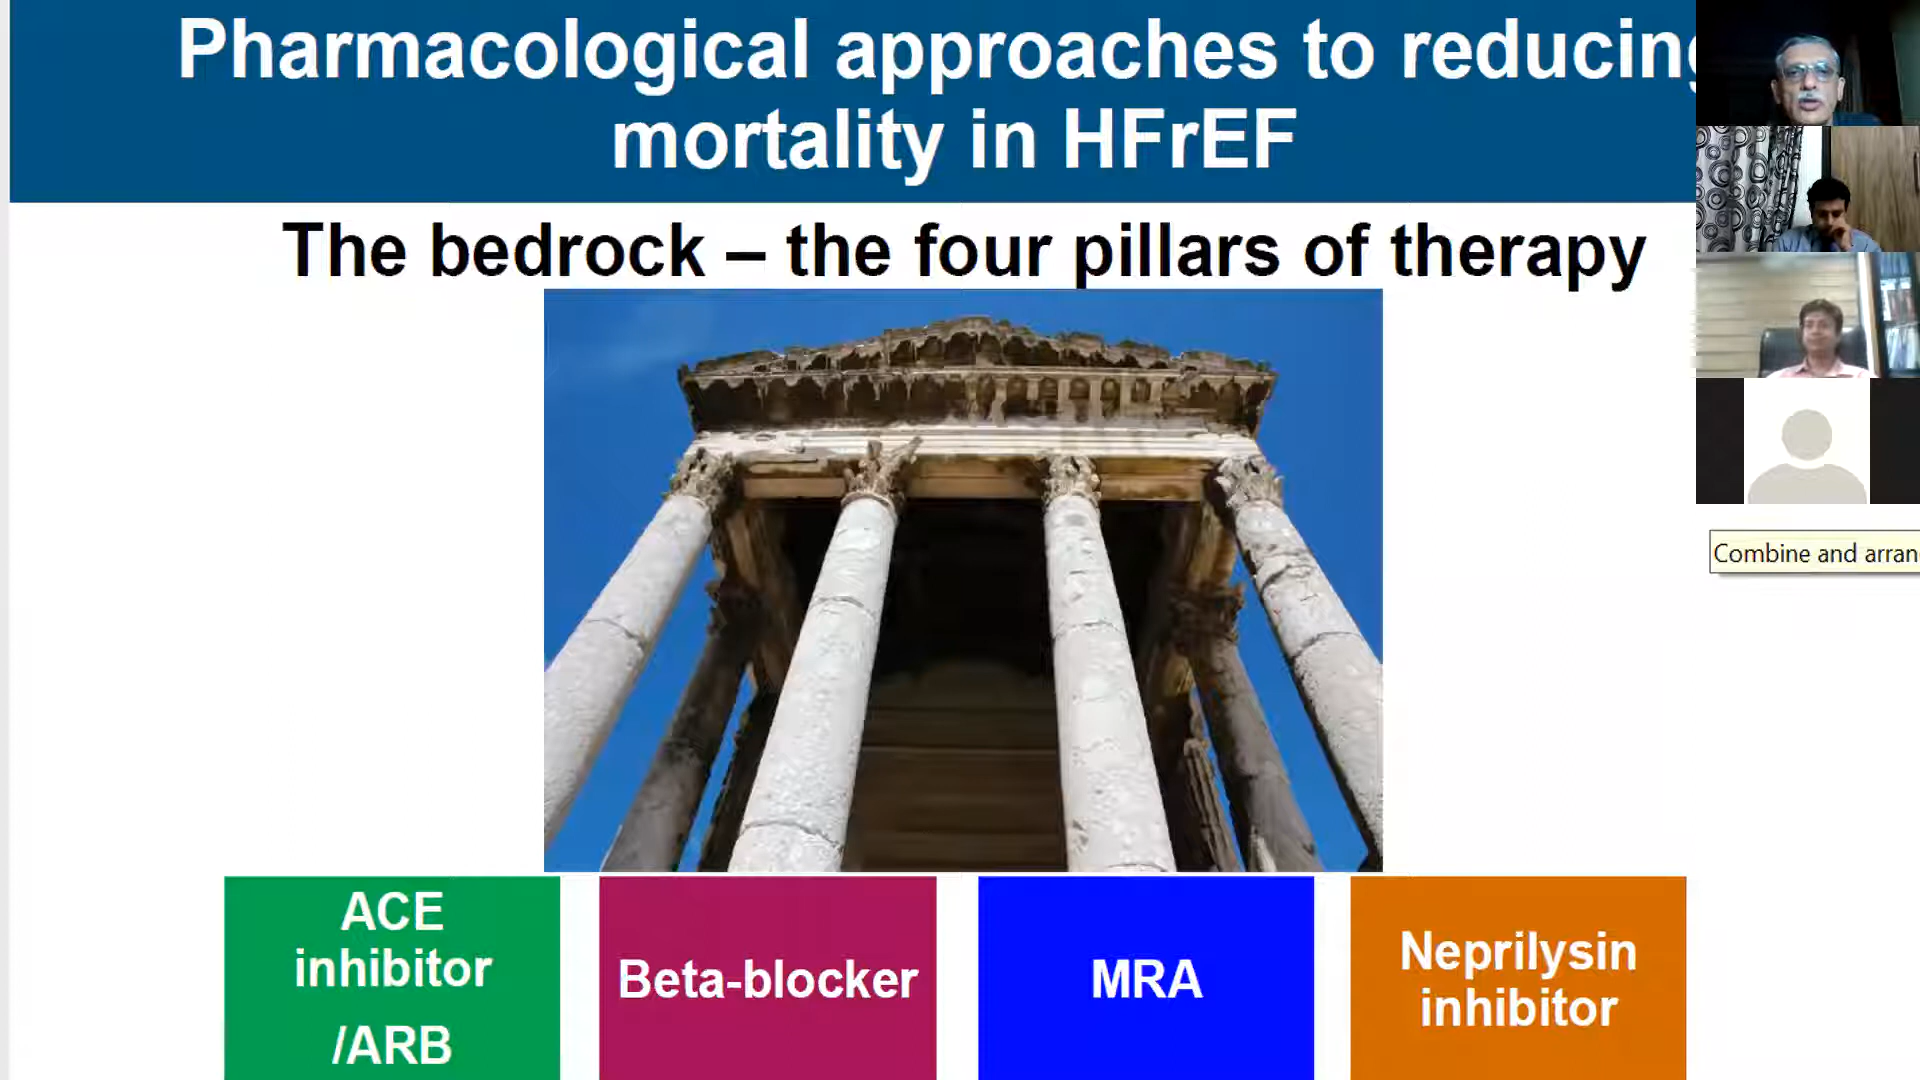 Pharmacological approaches to reducing
mortality in HFrEF
The bedrock – the four pillars of therapy
ACE
inhibitor
/ARB
Beta-blocker
MRA
Neprilysin
inhibitor
Combine and arran